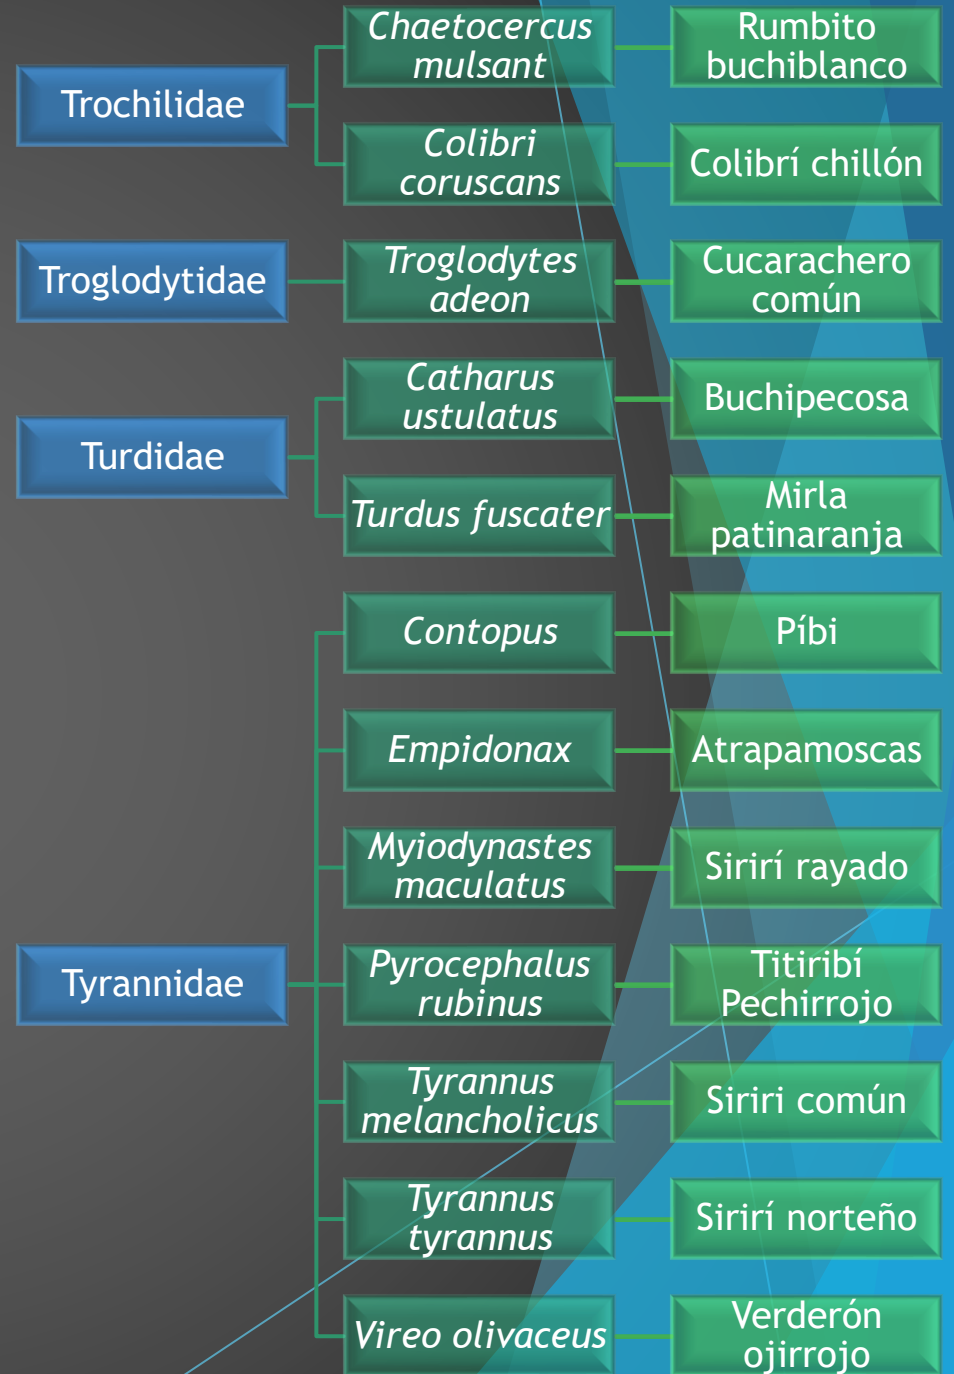 Trochilidae
Chaetocercus
mulsant
Rumbito
buchiblanco
Colibri
coruscans
Colibrí chillón
Troglodytidae
Troglodytes
adeon
Cucarachero
común
Turdidae
Catharus
ustulatus
Buchipecosa
Turdus fuscater
Mirla
patinaranja
Tyrannidae
Contopus
Píbi
Empidonax
Atrapamoscas
Myiodynastes
maculatus
Sirirí rayado
Pyrocephalus
rubinus
Titiribí
Pechirrojo
Tyrannus
melancholicus
Siriri común
Tyrannus
tyrannus
Sirirí norteño
Vireo olivaceus
Verderón
ojirrojo